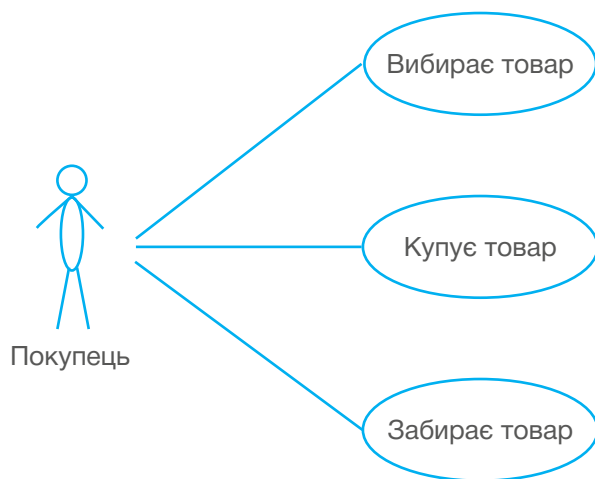 Вибирає товар
Купує товар
Покупець
Забирає товар